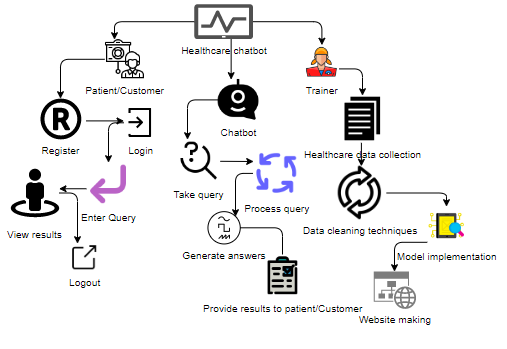 Healthcare chatbot
Patient/Customer
Trainer
R
Register
Login
Chatbot
Healthcare data collection
?
Take query
Process query
Enter Query
View results
Data cleaning techniques
Generate answers
Model implementation
Logout
Provide results to patient/Customer
Website making